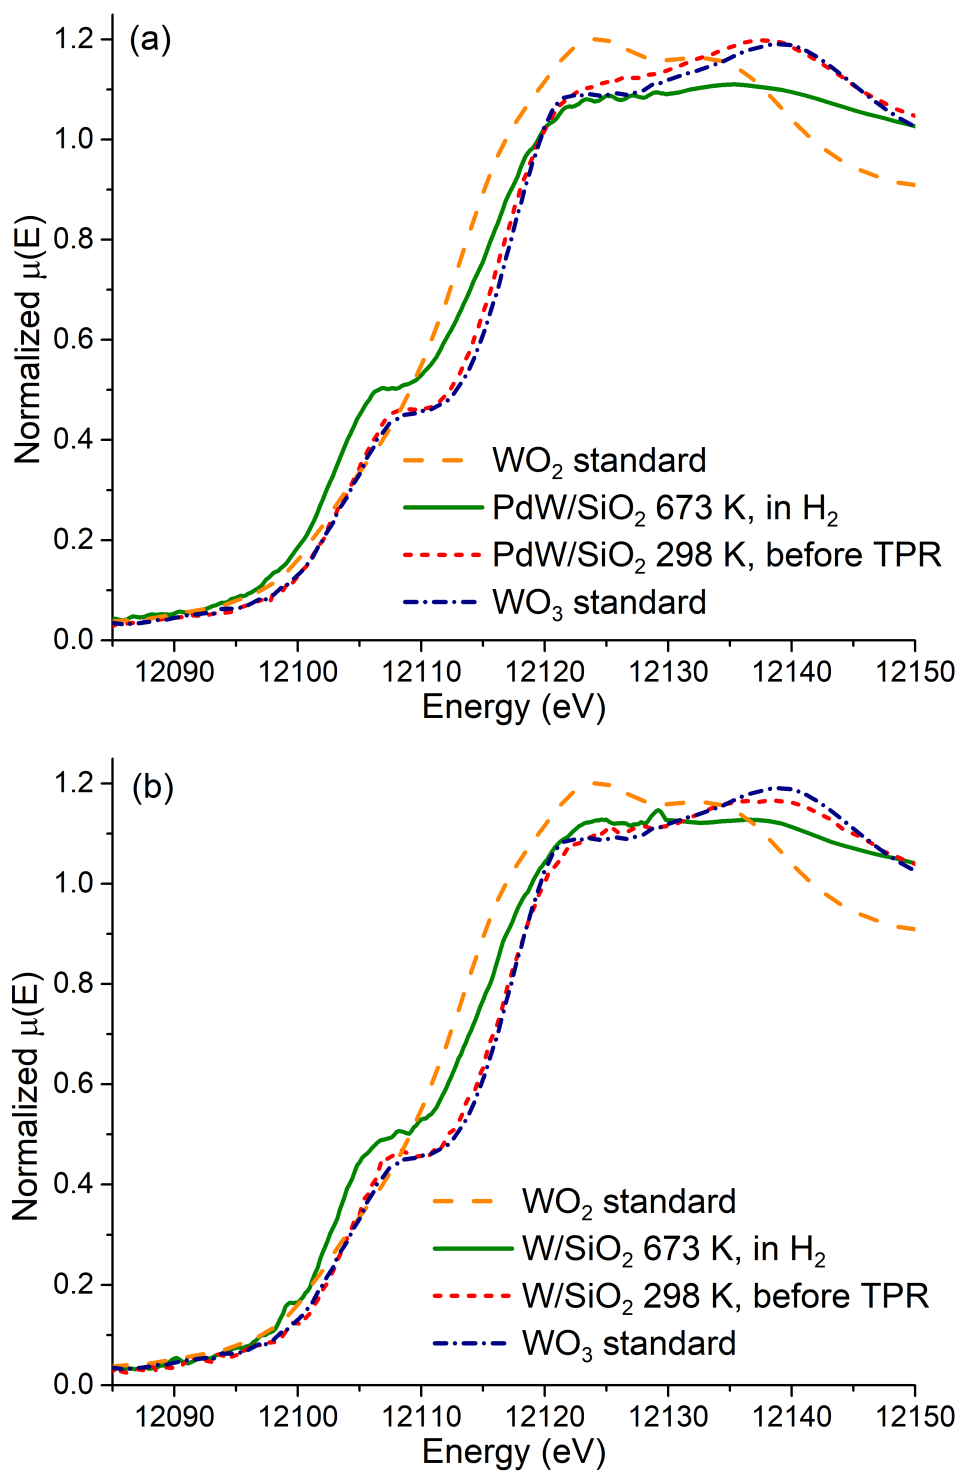 (a)
1.2
1.0
0.8
0.6
0.4
0.2
0.0
Normalized μ(E)
WO₂ standard
PdW/SiO₂ 673 K, in H₂
PdW/SiO₂ 298 K, before TPR
WO₃ standard
12090 12100 12110 12120 12130 12140 12150
Energy (eV)
(b)
1.2
1.0
0.8
0.6
0.4
0.2
0.0
Normalized μ(E)
WO₂ standard
W/SiO₂ 673 K, in H₂
W/SiO₂ 298 K, before TPR
WO₃ standard
12090 12100 12110 12120 12130 12140 12150
Energy (eV)